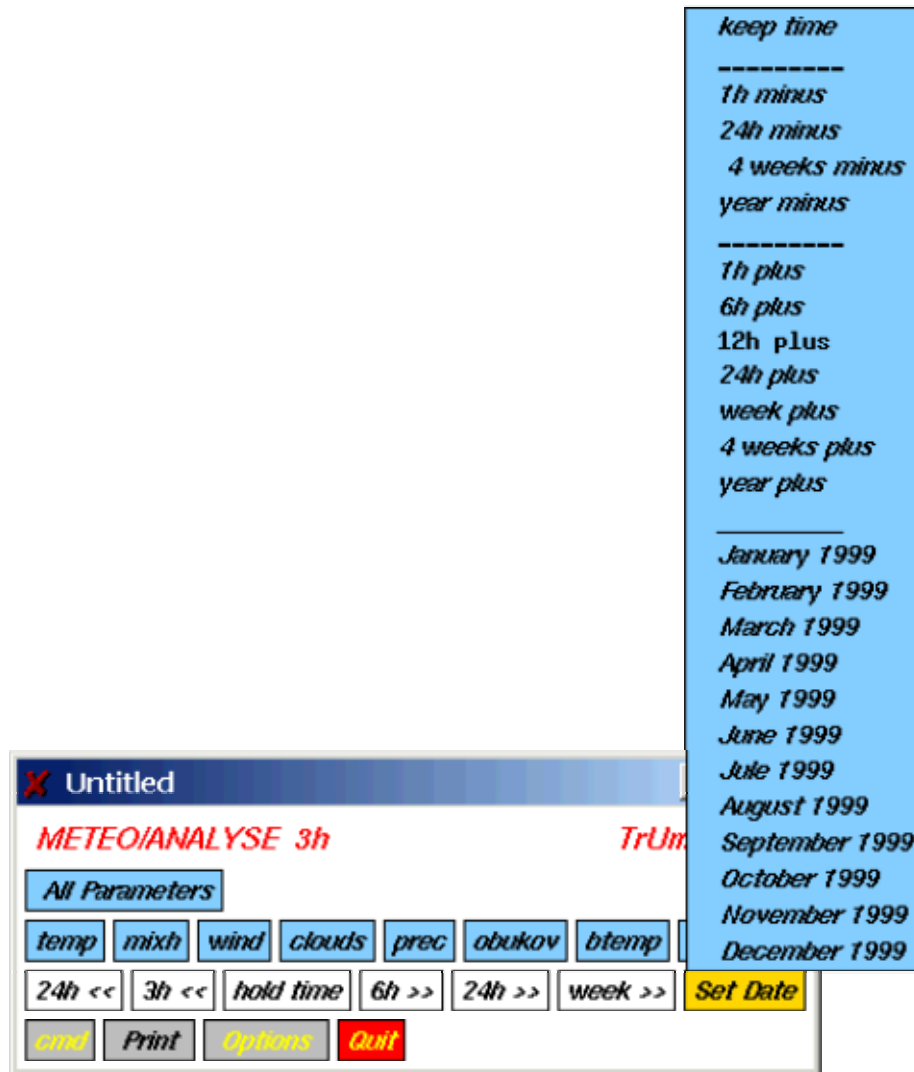 keep time
_________
1h minus
24h minus
4 weeks minus
year minus
_________
1h plus
6h plus
12h plus
24h plus
week plus
4 weeks plus
year plus
_________
January 1999
February 1999
March 1999
April 1999
May 1999
June 1999
Jule 1999
August 1999
September 1999
October 1999
November 1999
December 1999
Untitled
METEO/ANALYSE 3h TrUm
All Parameters
temp mixh wind clouds prec obukov btemp
24h << 3h << hold time 6h >> 24h >> week >> Set Date
cmd Print Options Quit